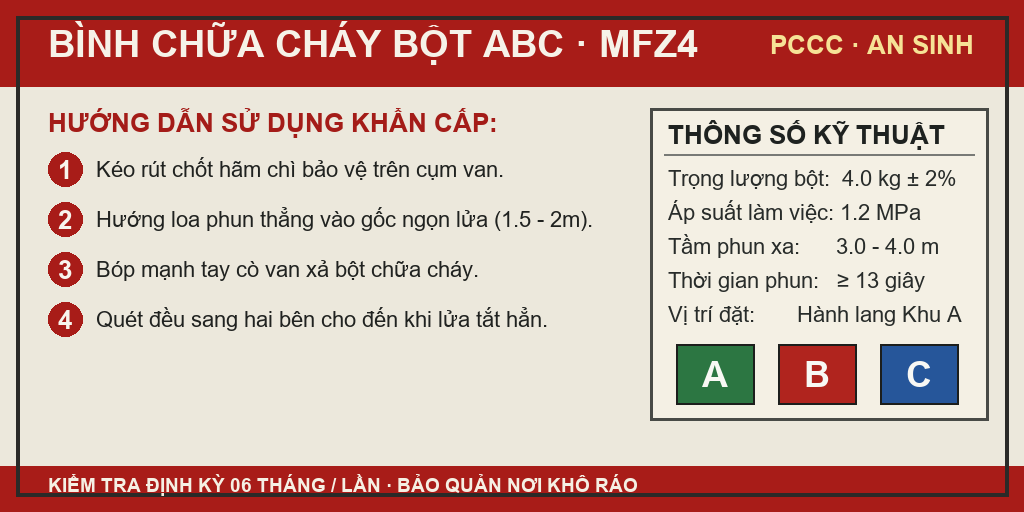 BÌNH CHỮA CHÁY BỘT ABC · MFZ4
PCCC · AN SINH
HƯỚNG DẪN SỬ DỤNG KHẨN CẤP:
1 Kéo rút chốt hãm chì bảo vệ trên cụm van.
2 Hướng loa phun thẳng vào gốc ngọn lửa (1.5 - 2m).
3 Bóp mạnh tay cò van xả bột chữa cháy.
4 Quét đều sang hai bên cho đến khi lửa tắt hẳn.
THÔNG SỐ KỸ THUẬT
Trọng lượng bột: 4.0 kg ± 2%
Áp suất làm việc: 1.2 MPa
Tầm phun xa: 3.0 - 4.0 m
Thời gian phun: ≥ 13 giây
Vị trí đặt: Hành lang Khu A
A B C
KIỂM TRA ĐỊNH KỲ 06 THÁNG / LẦN · BẢO QUẢN NƠI KHÔ RÁO